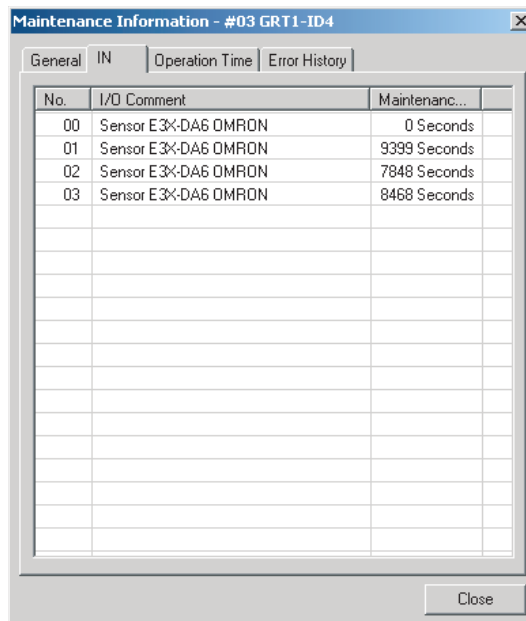 Maintenance Information - #03 GRT1-ID4
General IN Operation Time Error History
No. I/O Comment Maintenanc...
00 Sensor E3X-DA6 OMRON 0 Seconds
01 Sensor E3X-DA6 OMRON 9399 Seconds
02 Sensor E3X-DA6 OMRON 7848 Seconds
03 Sensor E3X-DA6 OMRON 8468 Seconds
Close